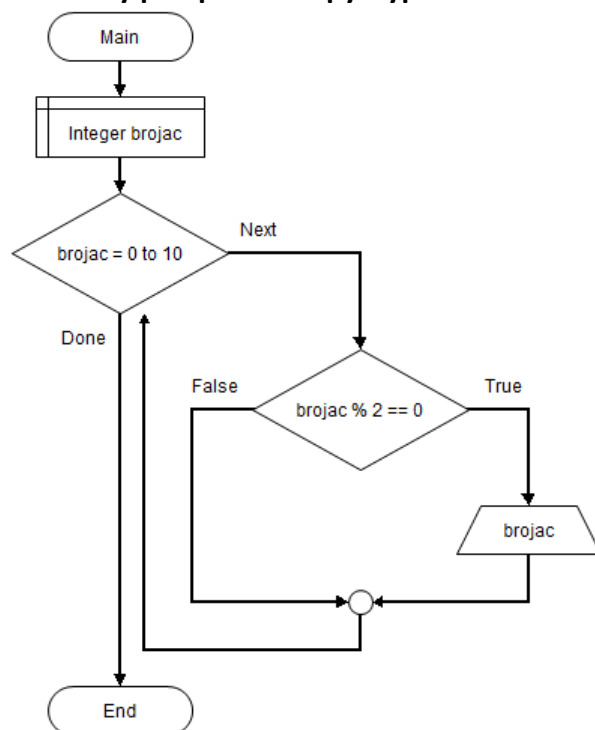 Main
Integer brojac
brojac = 0 to 10
Next
Done
False
brojac % 2 == 0
True
brojac
End